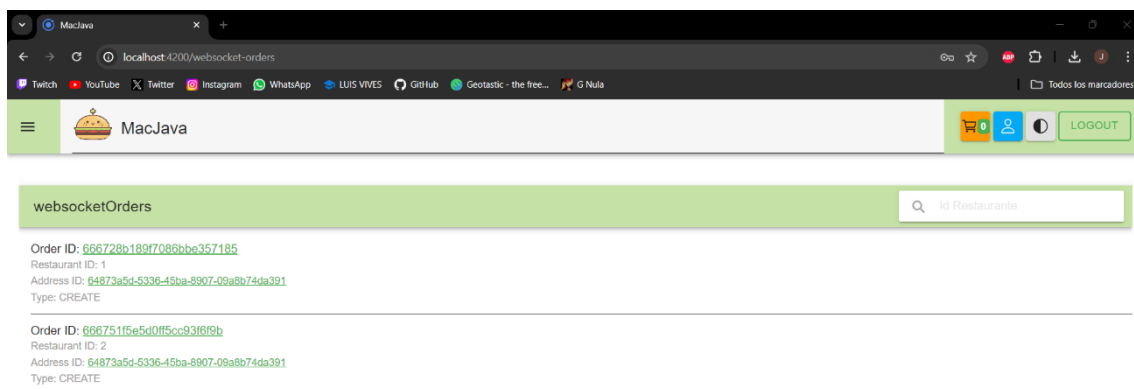 MacJava
localhost:4200/websocket-orders
ABP
J
Twitch YouTube Twitter Instagram WhatsApp LUIS VIVES GitHub Geotastic - the free... G Nula Todos los marcadores
MacJava 0 LOGOUT
websocketOrders Id Restaurante
Order ID: 666728b189f7086bbe357185
Restaurant ID: 1
Address ID: 64873a5d-5336-45ba-8907-09a8b74da391
Type: CREATE
Order ID: 666751f5e5d0ff5cc93f6f9b
Restaurant ID: 2
Address ID: 64873a5d-5336-45ba-8907-09a8b74da391
Type: CREATE